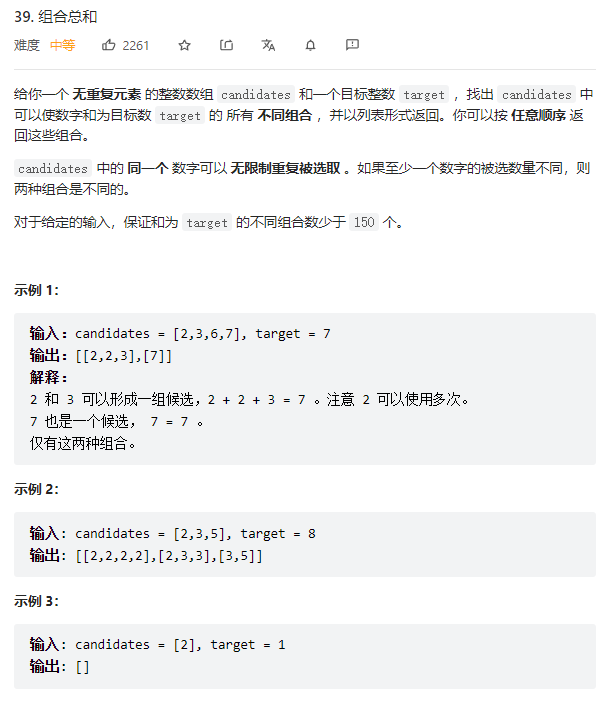 39. 组合总和
难度 中等 2261
给你一个 无重复元素 的整数数组 candidates 和一个目标整数 target ，找出 candidates 中
可以使数字和为目标数 target 的 所有 不同组合 ，并以列表形式返回。你可以按 任意顺序 返
回这些组合。
candidates 中的 同一个 数字可以 无限制重复被选取 。如果至少一个数字的被选数量不同，则
两种组合是不同的。
对于给定的输入，保证和为 target 的不同组合数少于 150 个。
示例 1：
输入：candidates = [2,3,6,7], target = 7
输出：[[2,2,3],[7]]
解释：
2 和 3 可以形成一组候选，2 + 2 + 3 = 7 。注意 2 可以使用多次。
7 也是一个候选， 7 = 7 。
仅有这两种组合。
示例 2：
输入: candidates = [2,3,5], target = 8
输出: [[2,2,2,2],[2,3,3],[3,5]]
示例 3：
输入: candidates = [2], target = 1
输出: []